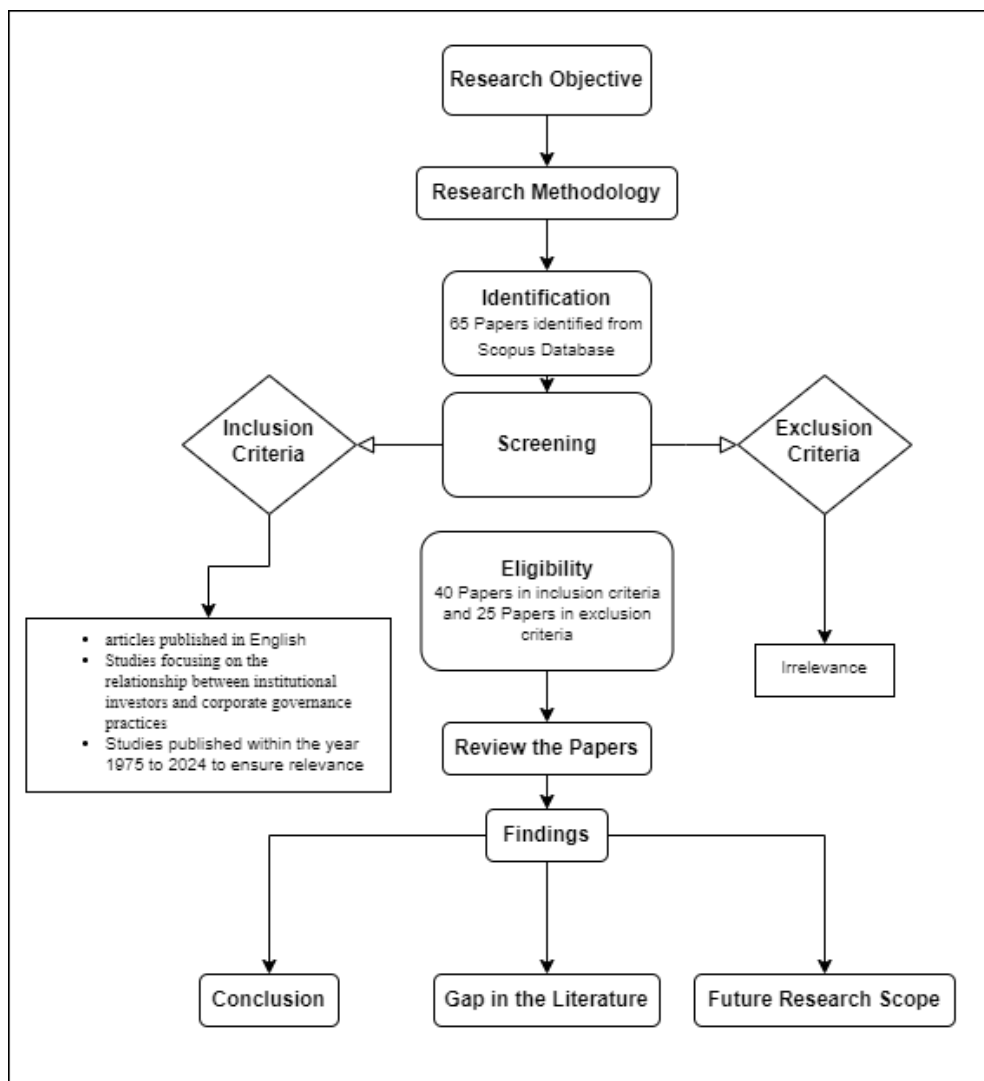 Research Objective
Research Methodology
Identification
65 Papers identified from
Scopus Database
Inclusion
Criteria
Screening
Exclusion
Criteria
Eligibility
40 Papers in inclusion criteria
and 25 Papers in exclusion
criteria
• articles published in English
• Studies focusing on the
relationship between institutional
investors and corporate governance
practices
• Studies published within the year
1975 to 2024 to ensure relevance
Irrelevance
Review the Papers
Findings
Conclusion
Gap in the Literature
Future Research Scope